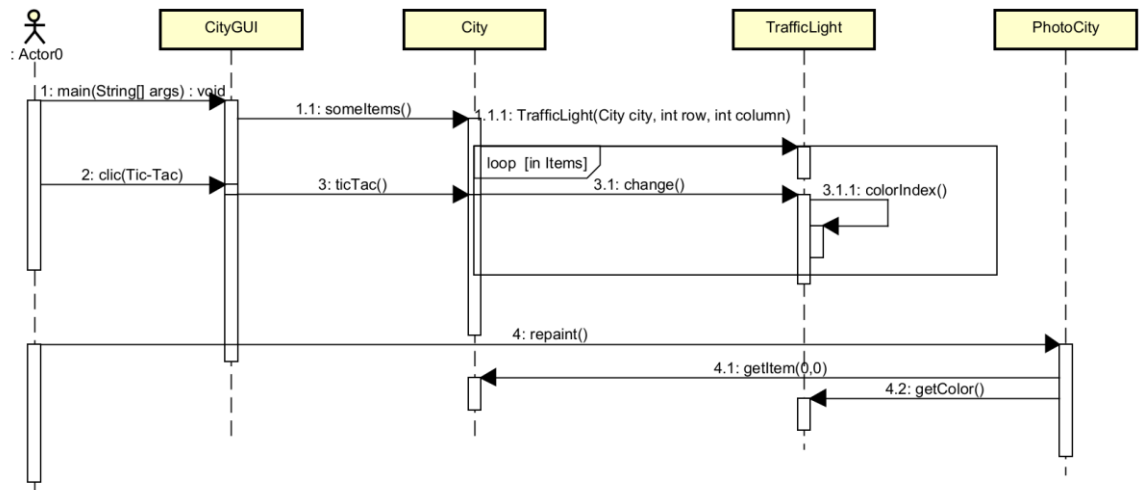 CityGUI
City
TrafficLight
PhotoCity
: Actor0
1: main(String[] args) : void
1.1: someItems()
1.1.1: TrafficLight(City city, int row, int column)
loop [in Items]
2: clic(Tic-Tac)
3: ticTac()
3.1: change()
3.1.1: colorIndex()
4: repaint()
4.1: getItem(0,0)
4.2: getColor()